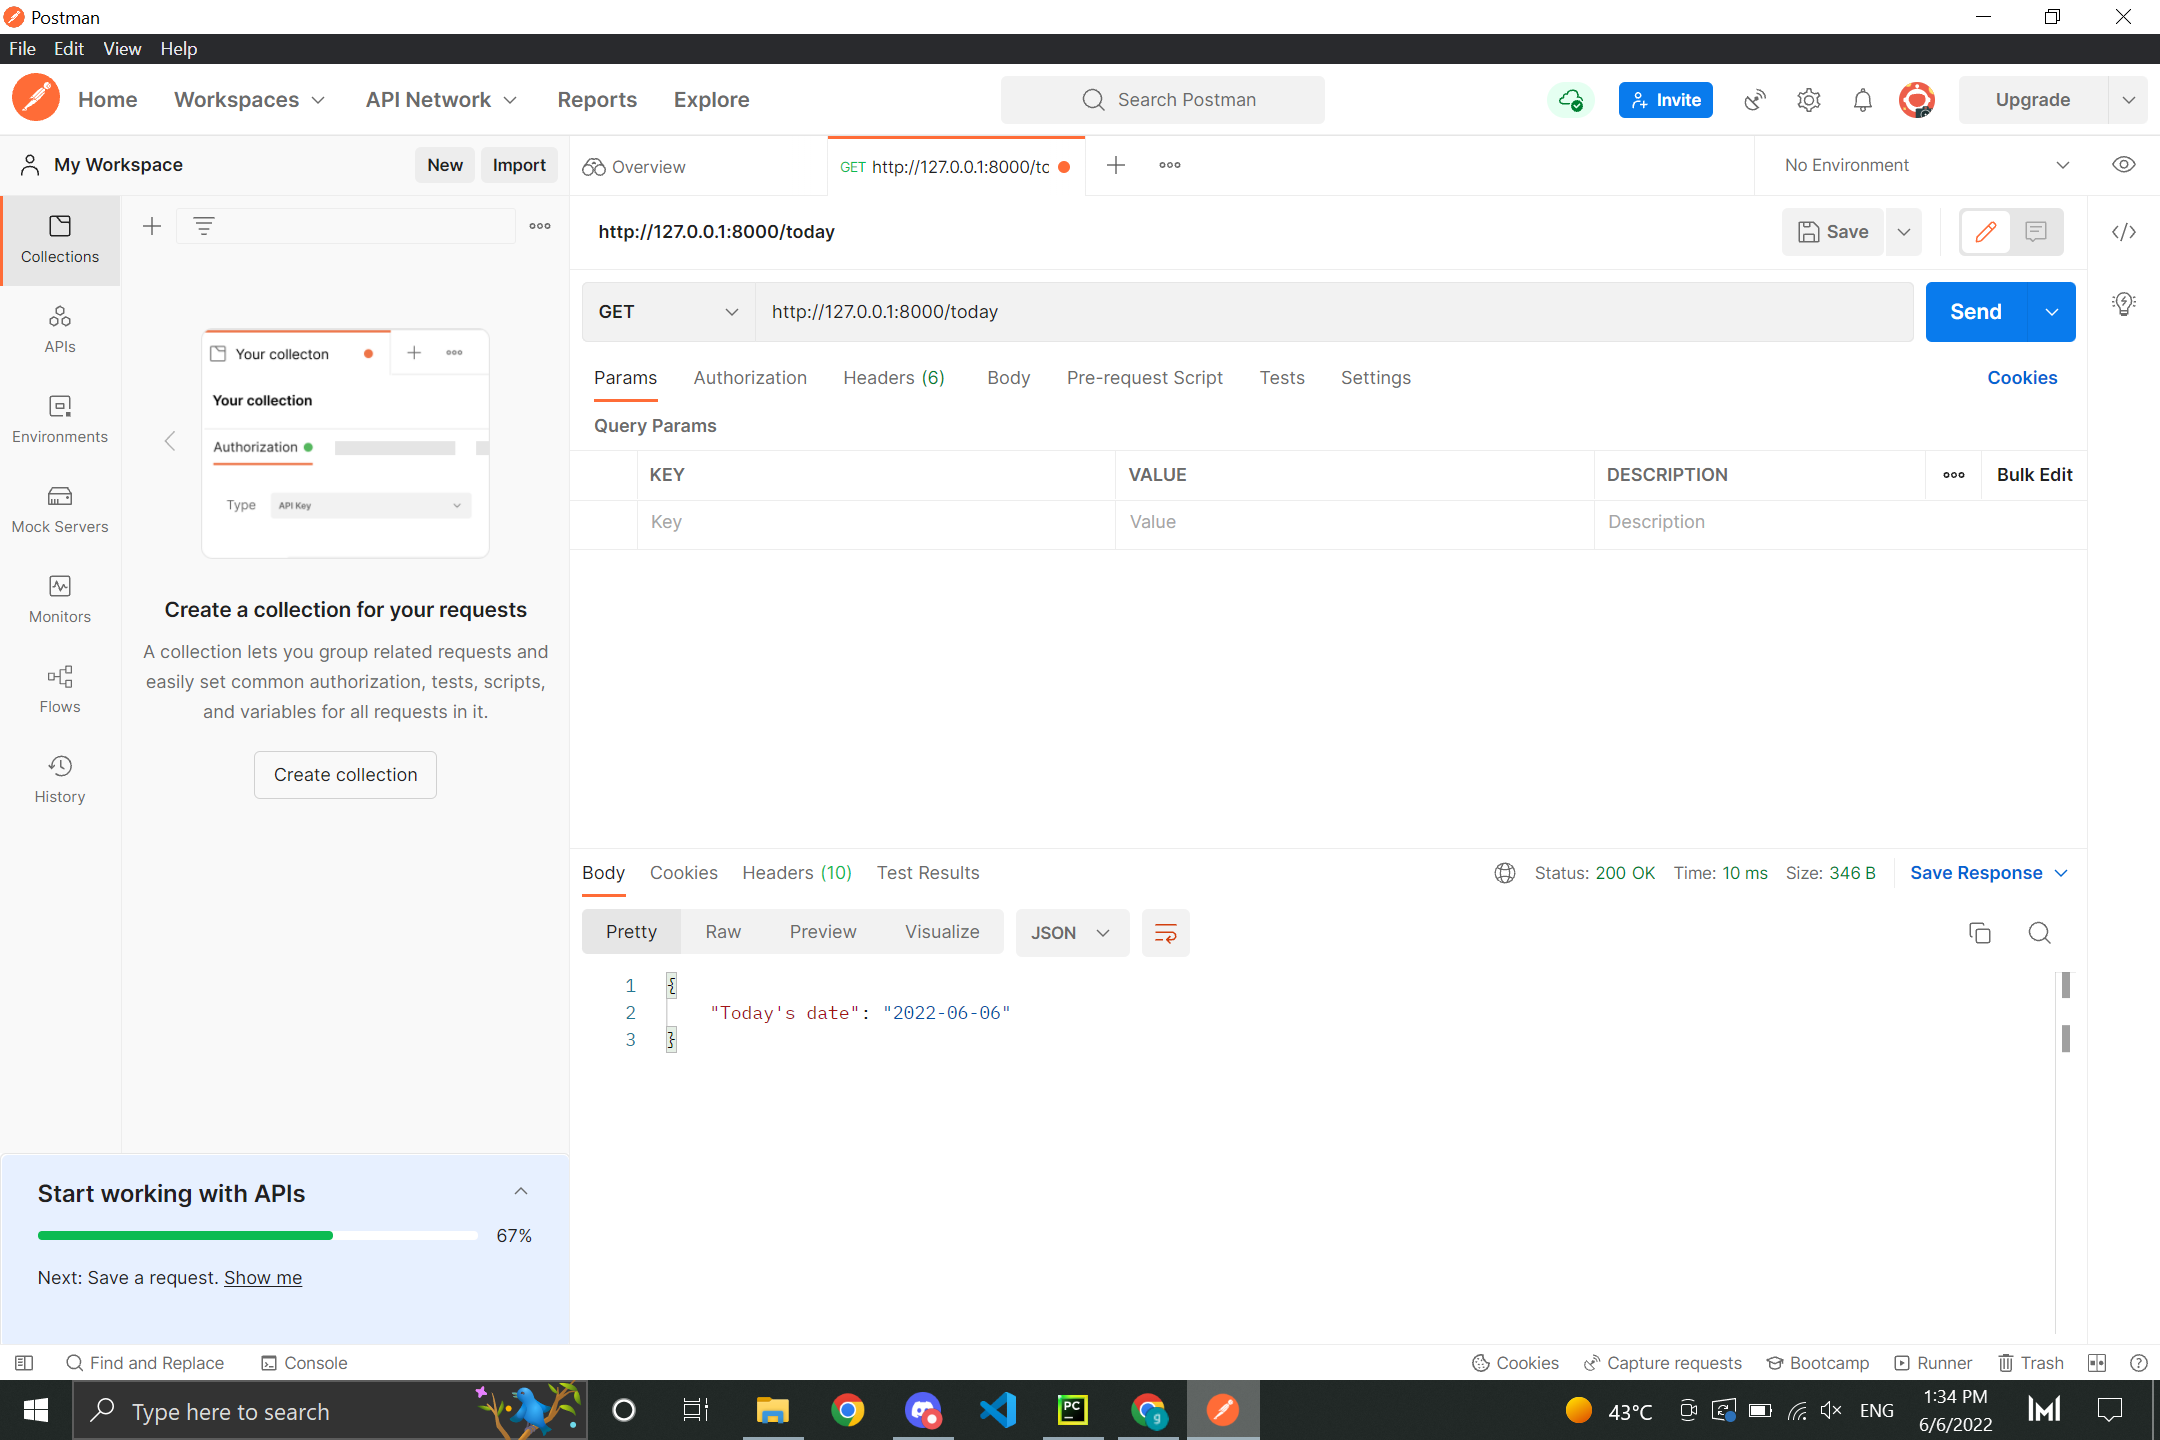 Postman
File Edit View Help
Home Workspaces API Network Reports Explore Search Postman Invite Upgrade
My Workspace New Import Overview GET http://127.0.0.1:8000/to No Environment
http://127.0.0.1:8000/today Save
Collections
GET http://127.0.0.1:8000/today Send
APIs
Your collecton
Params Authorization Headers (6) Body Pre-request Script Tests Settings Cookies
Your collection
Query Params
Environments
Authorization
KEY VALUE DESCRIPTION Bulk Edit
Type API Key
Key Value Description
Mock Servers
Create a collection for your requests
Monitors
A collection lets you group related requests and
easily set common authorization, tests, scripts,
and variables for all requests in it.
Flows
Create collection
History
Body Cookies Headers (10) Test Results Status: 200 OK Time: 10 ms Size: 346 B Save Response
Pretty Raw Preview Visualize JSON
1 {
2 "Today's date": "2022-06-06"
3 }
Start working with APIs
67%
Next: Save a request. Show me
Find and Replace Console Cookies Capture requests Bootcamp Runner Trash
Type here to search PC g 43°C ENG 1:34 PM
6/6/2022